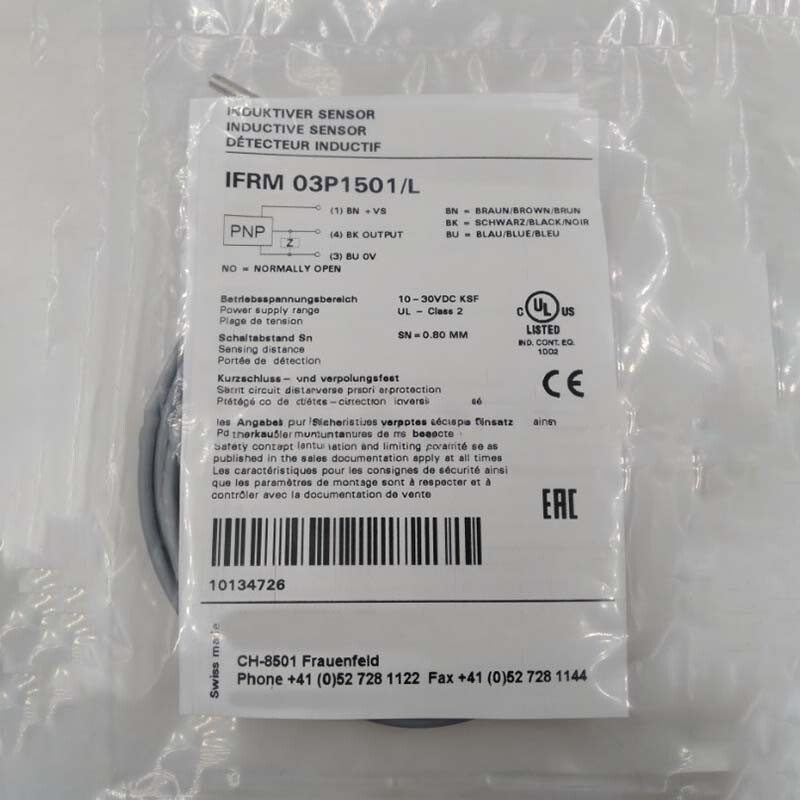 INDUKTIVER SENSOR
INDUCTIVE SENSOR
DÉTECTEUR INDUCTIF
IFRM 03P1501/L
PNP
Z
(1) BN +VS
(4) BK OUTPUT
(3) BU 0V
BN = BRAUN/BROWN/BRUN
BK = SCHWARZ/BLACK/NOIR
BU = BLAU/BLUE/BLEU
NO = NORMALLY OPEN
Betriebsspannungsbereich
Power supply range
Plage de tension
10-30VDC KSF
UL - Class 2
Schaltabstand Sn
Sensing distance
Portée de détection
SN=0.80 MM
C UL US
LISTED
IND. CONT. EQ.
1DD2
Kurzschluss- und verpolungsfest
circuit
CE
Safety concept and limiting se as
published in the sales documentation apply at all times
Les caractéristiques pour les consignes de sécurité ainsi
que les paramètres de montage sont à respecter et à
contrôler avec la documentation de vente
EAC
10134726
Swiss made
CH-8501 Frauenfeld
Phone +41 (0)52 728 1122 Fax +41 (0)52 728 1144